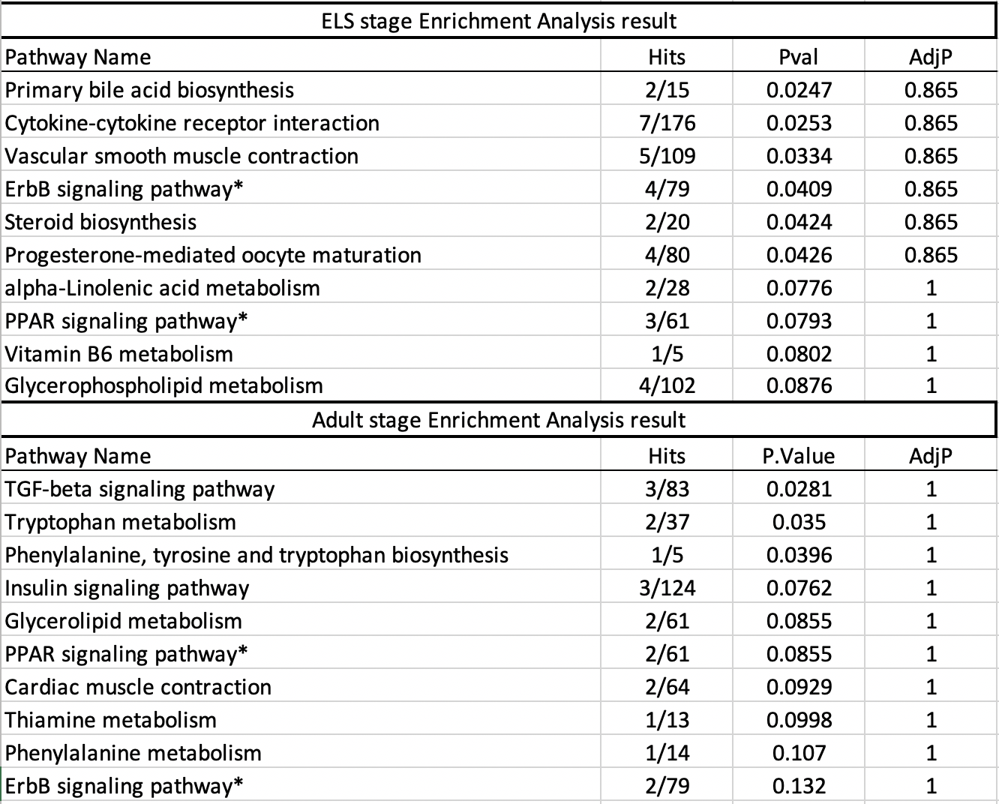 ELS stage Enrichment Analysis result
Pathway Name Hits Pval AdjP
Primary bile acid biosynthesis 2/15 0.0247 0.865
Cytokine-cytokine receptor interaction 7/176 0.0253 0.865
Vascular smooth muscle contraction 5/109 0.0334 0.865
ErbB signaling pathway* 4/79 0.0409 0.865
Steroid biosynthesis 2/20 0.0424 0.865
Progesterone-mediated oocyte maturation 4/80 0.0426 0.865
alpha-Linolenic acid metabolism 2/28 0.0776 1
PPAR signaling pathway* 3/61 0.0793 1
Vitamin B6 metabolism 1/5 0.0802 1
Glycerophospholipid metabolism 4/102 0.0876 1
Adult stage Enrichment Analysis result
Pathway Name Hits P.Value AdjP
TGF-beta signaling pathway 3/83 0.0281 1
Tryptophan metabolism 2/37 0.035 1
Phenylalanine, tyrosine and tryptophan biosynthesis 1/5 0.0396 1
Insulin signaling pathway 3/124 0.0762 1
Glycerolipid metabolism 2/61 0.0855 1
PPAR signaling pathway* 2/61 0.0855 1
Cardiac muscle contraction 2/64 0.0929 1
Thiamine metabolism 1/13 0.0998 1
Phenylalanine metabolism 1/14 0.107 1
ErbB signaling pathway* 2/79 0.132 1